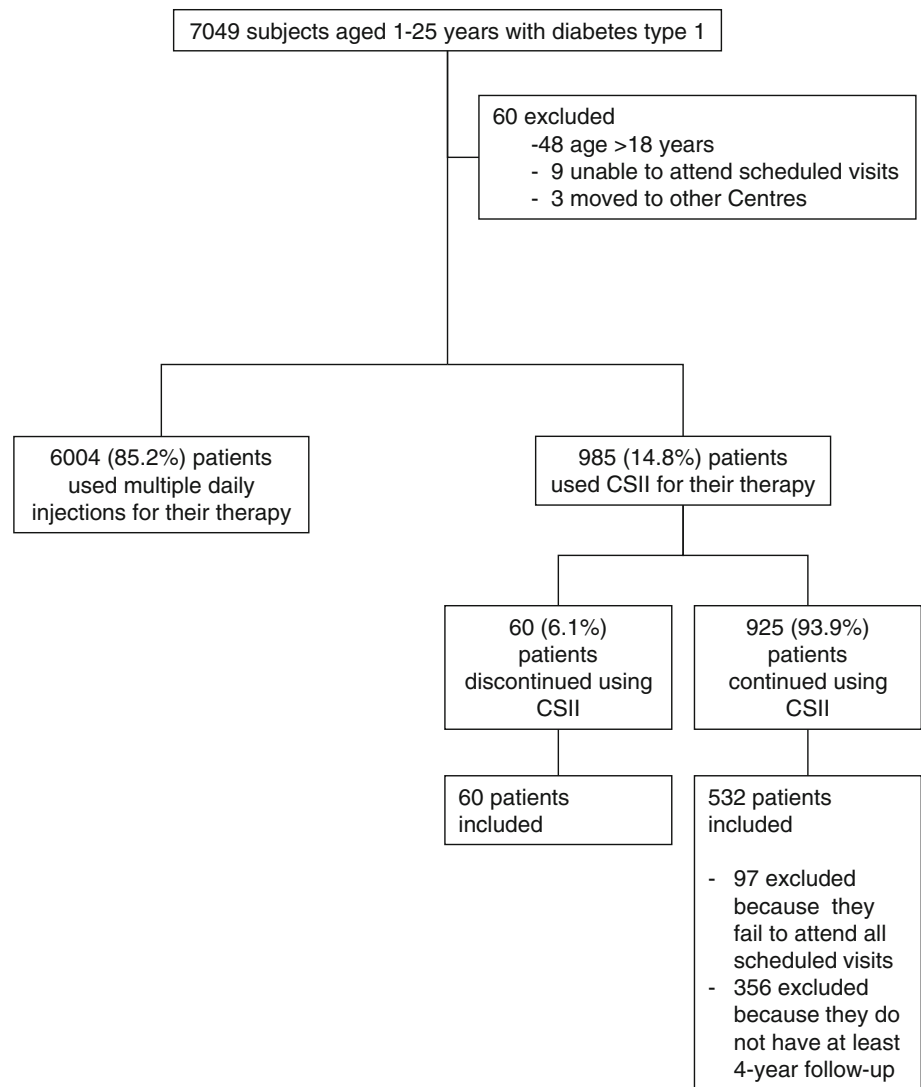 7049 subjects aged 1-25 years with diabetes type 1
60 excluded
-48 age >18 years
- 9 unable to attend scheduled visits
- 3 moved to other Centres
6004 (85.2%) patients
used multiple daily
injections for their therapy
985 (14.8%) patients
used CSII for their therapy
60 (6.1%)
patients
discontinued using
CSII
925 (93.9%)
patients
continued using
CSII
60 patients
included
532 patients
included
- 97 excluded
because they
fail to attend all
scheduled visits
- 356 excluded
because they do
not have at least
4-year follow-up